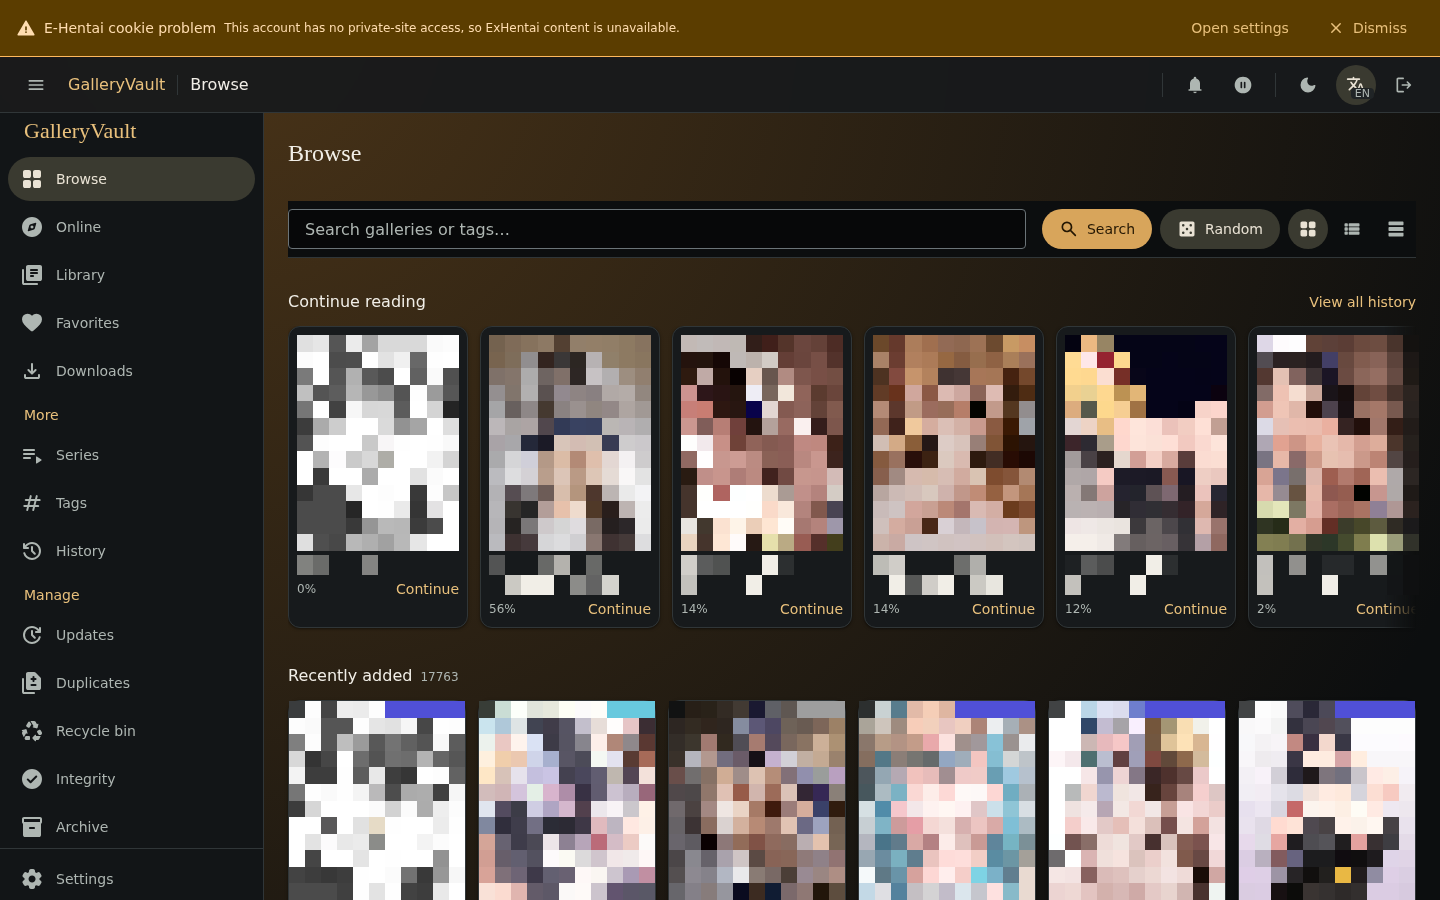 E-Hentai cookie problem This account has no private-site access, so ExHentai content is unavailable.
Open settings
Dismiss
GalleryVault
Browse
EN
GalleryVault
Browse
Online
Library
Favorites
Downloads
More
Series
Tags
History
Manage
Updates
Duplicates
Recycle bin
Integrity
Archive
Settings
Browse
Search galleries or tags...
Search
Random
Continue reading
View all history
0% Continue
56% Continue
14% Continue
14% Continue
12% Continue
2% Continue
Recently added 17763